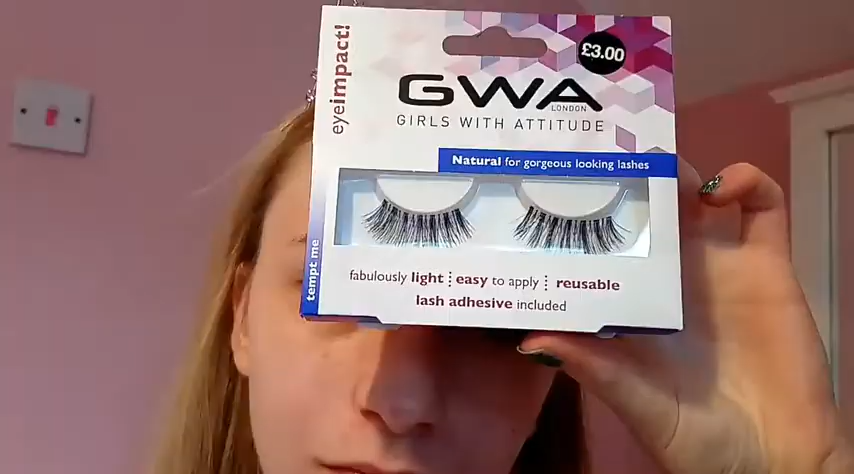 eyeimpact!
£3.00
GWA
LONDON
GIRLS WITH ATTITUDE
Natural for gorgeous looking lashes
tempt me
fabulously light ⋮ easy to apply ⋮ reusable
lash adhesive included